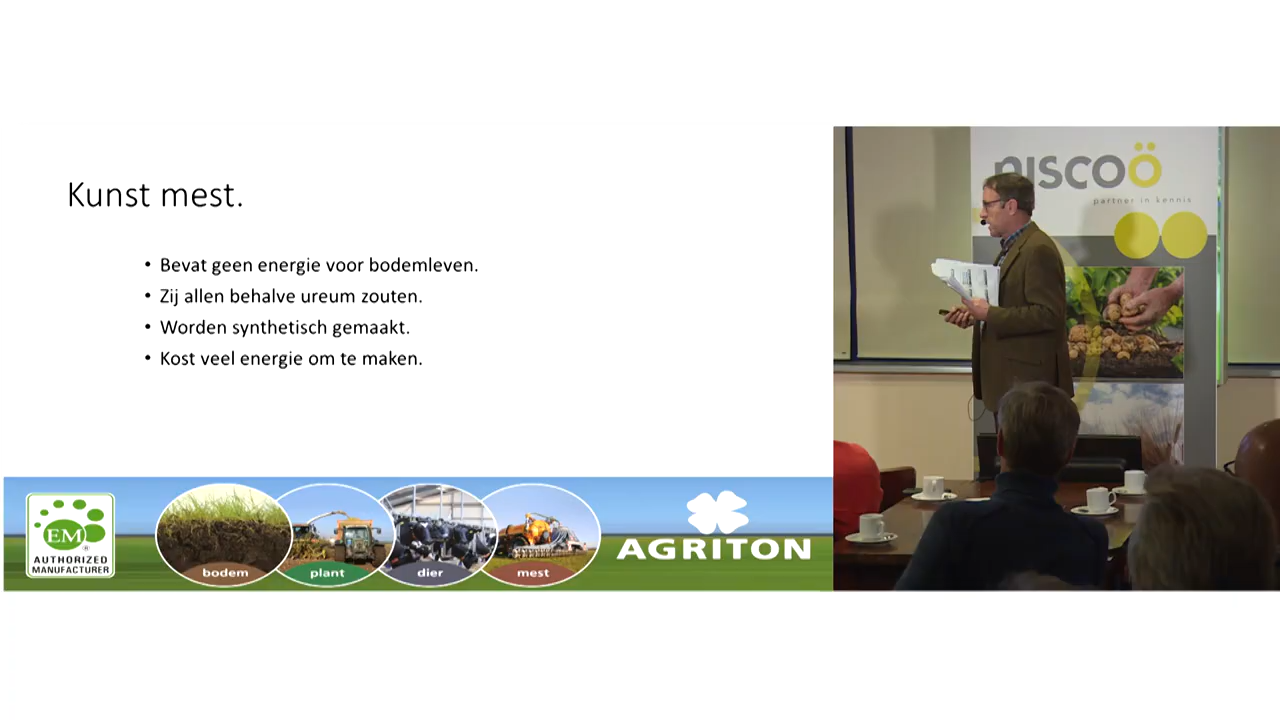 Kunst mest.
• Bevat geen energie voor bodemleven.
• Zij allen behalve ureum zouten.
• Worden synthetisch gemaakt.
• Kost veel energie om te maken.
EM
®
AUTHORIZED
MANUFACTURER
bodem
plant
dier
mest
AGRITON
niscoö
partner in kennis